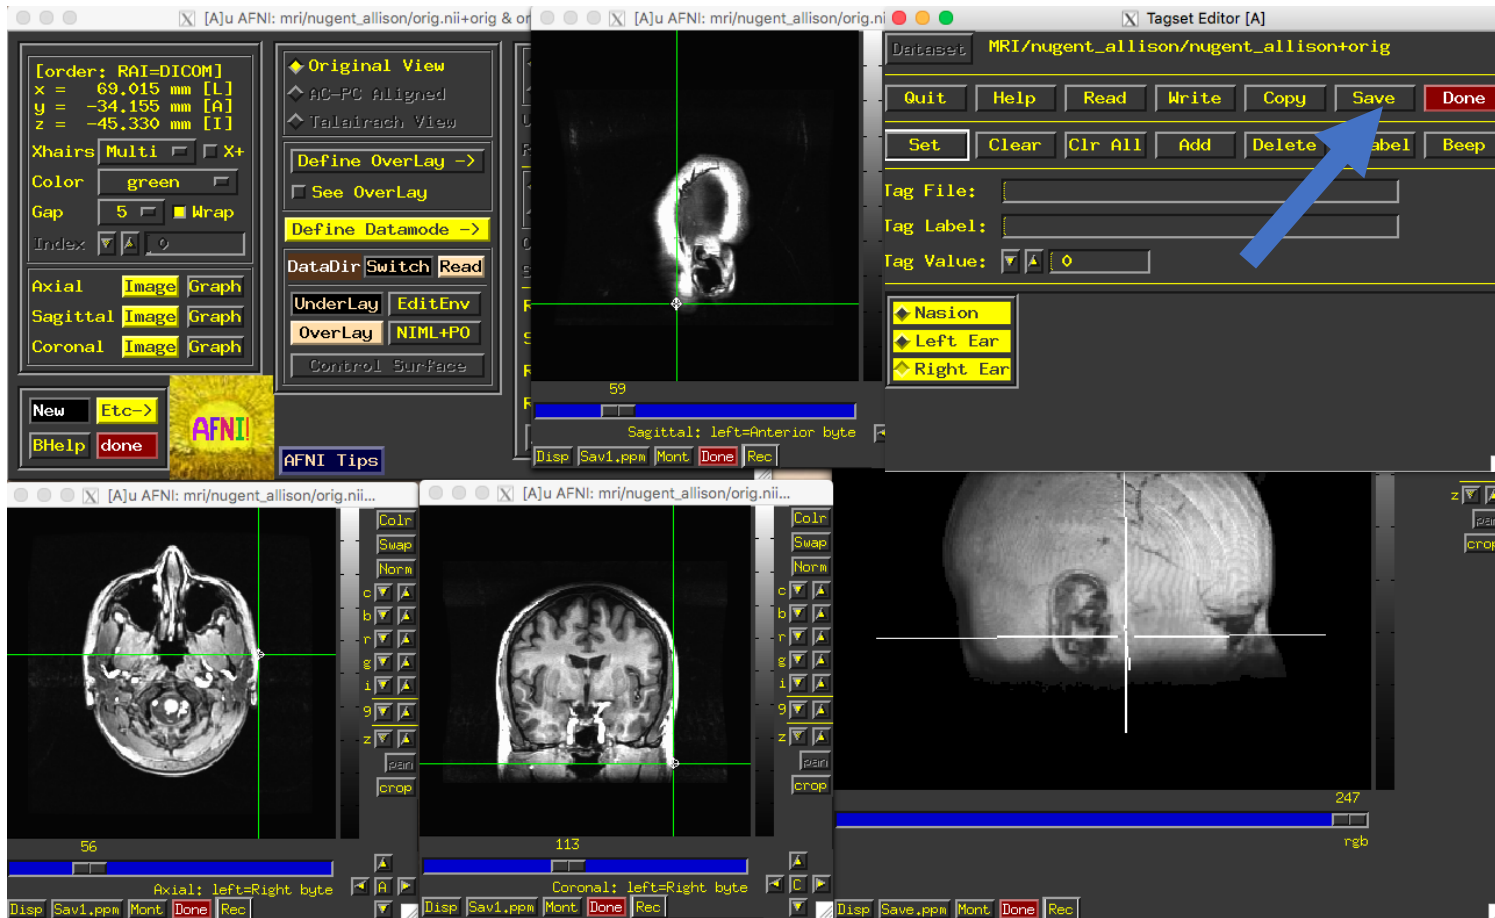 [A]u AFNI: mri/nugent_allison/orig.nii+orig & or
[order: RAI=DICOM]
x = 69.015 mm [L]
y = -34.155 mm [A]
z = -45.330 mm [I]
Xhairs Multi X+
Color green
Gap 5 Wrap
Index 0
Axial Image Graph
Sagittal Image Graph
Coronal Image Graph
New Etc->
BHelp done
AFNI!
Original View
AC-PC Aligned
Talairach View
Define OverLay ->
See OverLay
Define Datamode ->
DataDir Switch Read
UnderLay EditEnv
OverLay NIML+PO
Control Surface
AFNI Tips
[A]u AFNI: mri/nugent_allison/orig.ni
59
Sagittal: left=Anterior byte
Disp Sav1.ppm Mont Done Rec
Tagset Editor [A]
Dataset MRI/nugent_allison/nugent_allison+orig
Quit Help Read Write Copy Save Done
Set Clear Clr All Add Delete Beep
Tag File:
Tag Label:
Tag Value: 0
Nasion
Left Ear
Right Ear
[A]u AFNI: mri/nugent_allison/orig.nii...
Colr
Swap
Norm
c
b
r
g
i
9
z
pan
crop
56
Axial: left=Right byte
A
Disp Sav1.ppm Mont Done Rec
[A]u AFNI: mri/nugent_allison/orig.nii...
Colr
Swap
Norm
c
b
r
g
i
9
z
pan
crop
113
Coronal: left=Right byte
C
Disp Sav1.ppm Mont Done Rec
z
pan
crop
247
rgb
Disp Save.ppm Mont Done Rec